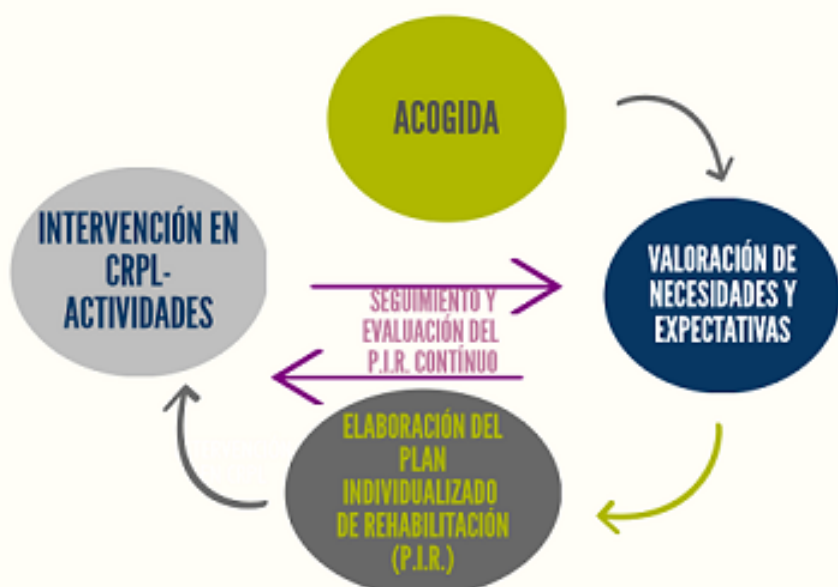 ACOGIDA
VALORACIÓN DE
NECESIDADES Y
EXPECTATIVAS
ELABORACIÓN DEL
PLAN
INDIVIDUALIZADO
DE REHABILITACIÓN
(P.I.R.)
INTERVENCIÓN EN
CRPL-
ACTIVIDADES
SEGUIMIENTO Y
EVALUACIÓN DEL
P.I.R. CONTÍNUO